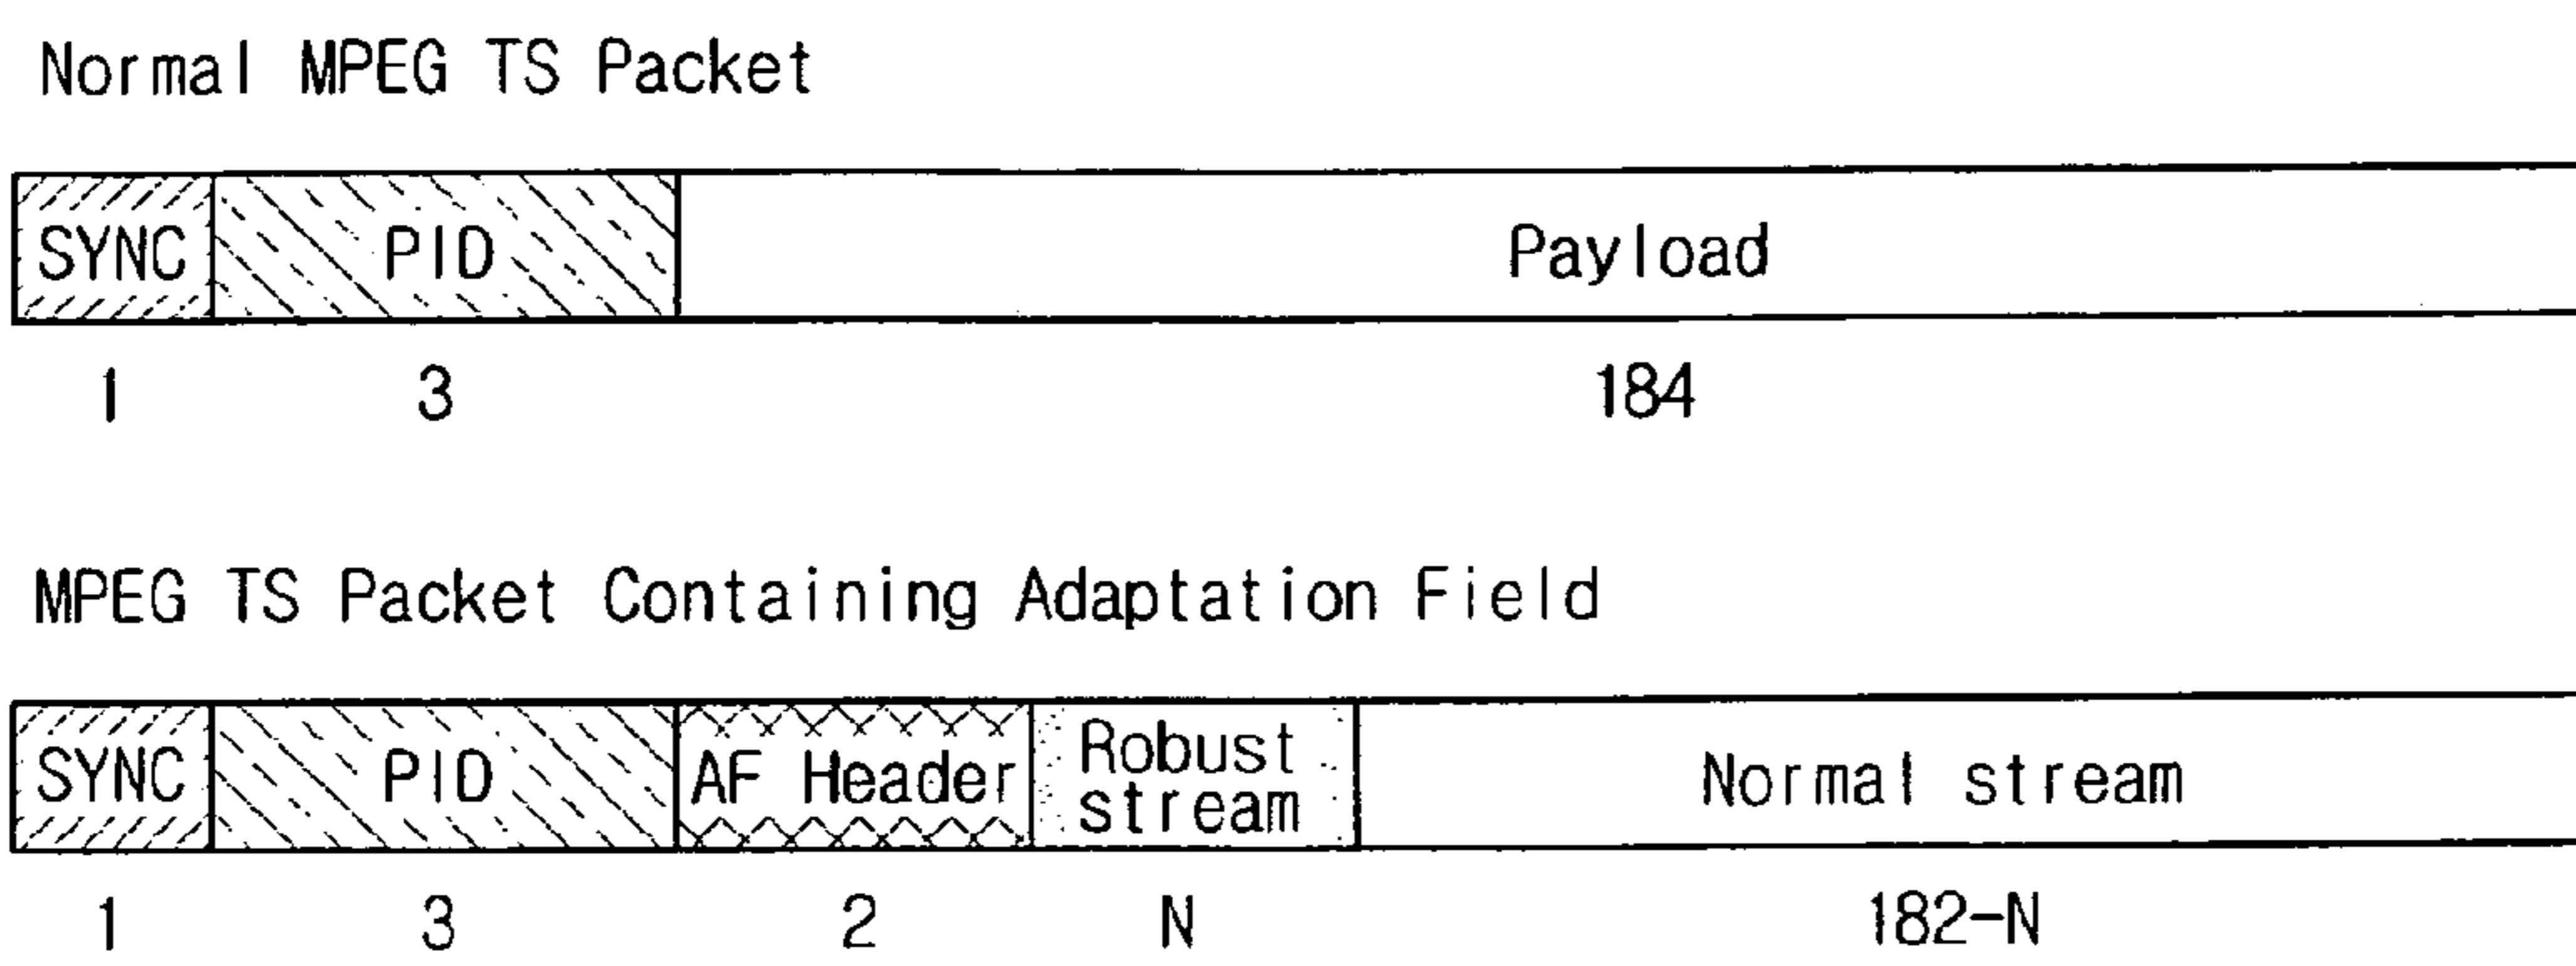 Normal MPEG TS Packet
SYNC PID Payload
1 3 184
MPEG TS Packet Containing Adaptation Field
SYNC PID AF Header Robust stream Normal stream
1 3 2 N 182-N